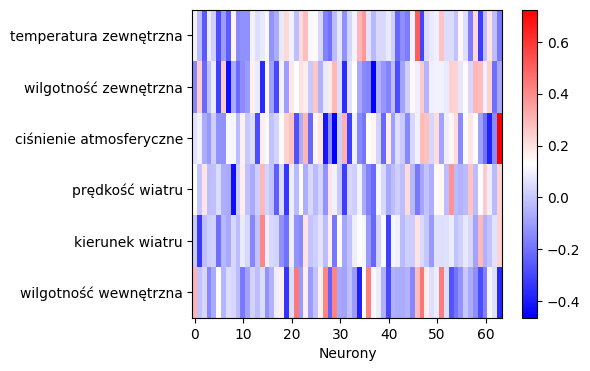 temperatura zewnętrzna
wilgotność zewnętrzna
ciśnienie atmosferyczne
prędkość wiatru
kierunek wiatru
wilgotność wewnętrzna
0 10 20 30 40 50 60
Neurony
0.6
0.4
0.2
0.0
−0.2
−0.4